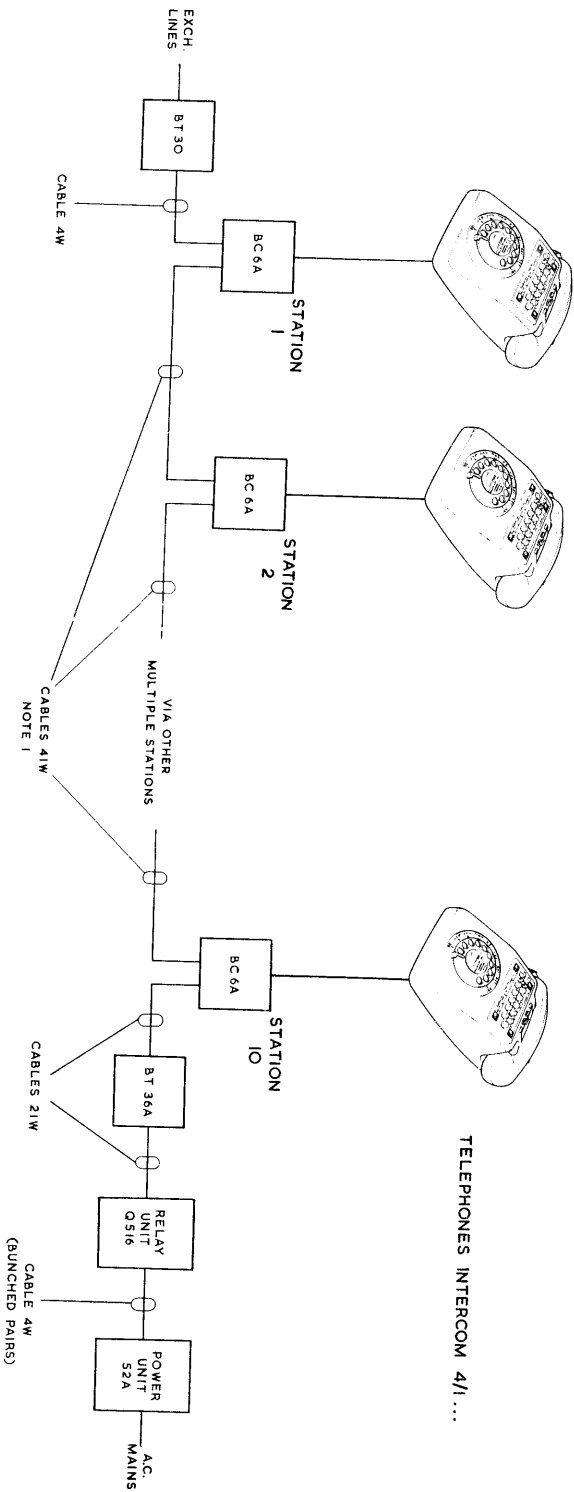 TELEPHONES INTERCOM 4/1 ...
STATION
1
STATION
2
STATION
10
EXCH.
LINES
BT 30
BC 6A
BC 6A
BC 6A
BT 36A
RELAY
UNIT
Q516
POWER
UNIT
52A
A.C.
MAINS
VIA OTHER
MULTIPLE STATIONS
CABLE 4W
CABLES 41W
NOTE 1
CABLES 21W
CABLE 4W
(BUNCHED PAIRS)